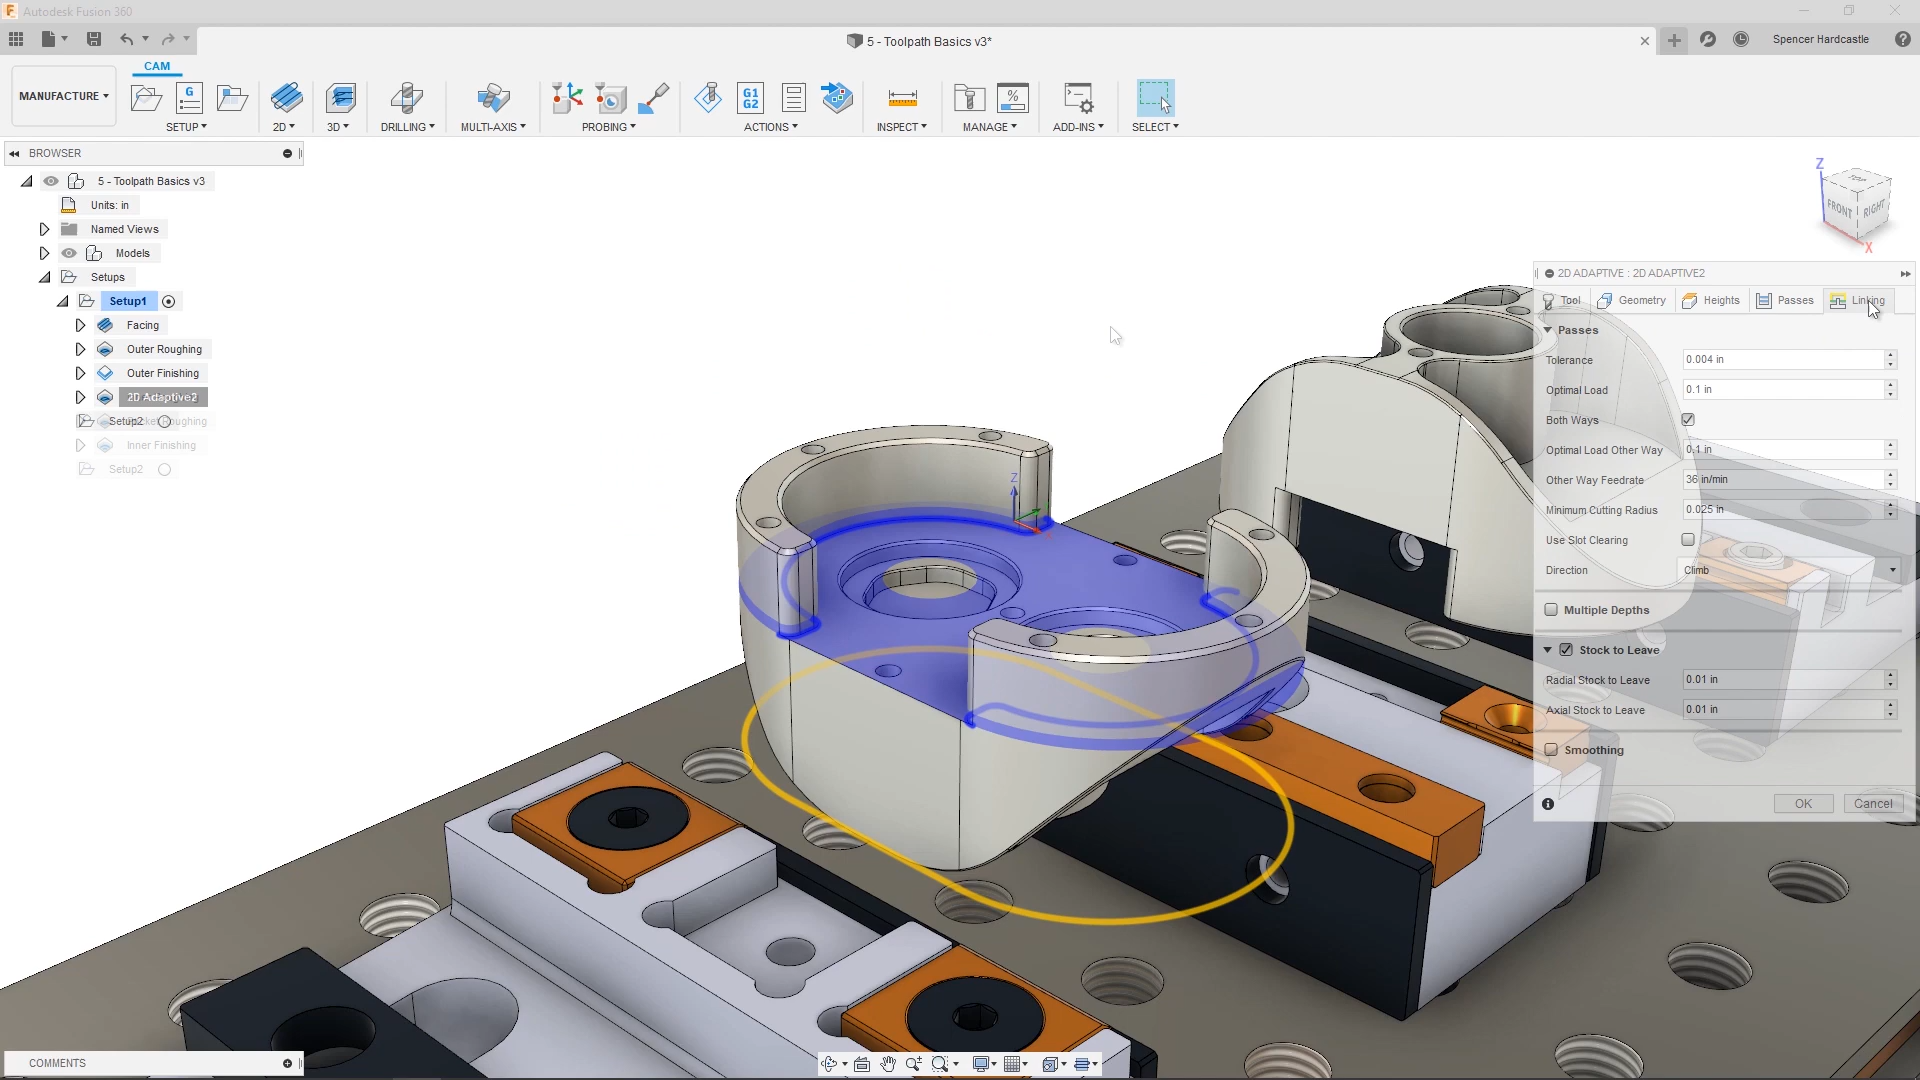 Autodesk Fusion 360
5 - Toolpath Basics v3*
Spencer Hardcastle
MANUFACTURE
CAM
G
G1
G2
%
SETUP
2D
3D
DRILLING
MULTI-AXIS
PROBING
ACTIONS
INSPECT
MANAGE
ADD-INS
SELECT
BROWSER
5 - Toolpath Basics v3
Units: in
Named Views
Models
Setups
Setup1
Facing
Outer Roughing
Outer Finishing
2D Adaptive2
Setup2
Inner Finishing
Setup2
Z
TOP
FRONT
RIGHT
X
Z
2D ADAPTIVE : 2D ADAPTIVE2
Tool
Geometry
Heights
Passes
Linking
Passes
Tolerance
0.004 in
Optimal Load
0.1 in
Both Ways
Optimal Load Other Way
0.1 in
Other Way Feedrate
36 in/min
Minimum Cutting Radius
0.025 in
Use Slot Clearing
Direction
Climb
Multiple Depths
Stock to Leave
Radial Stock to Leave
0.01 in
Axial Stock to Leave
0.01 in
Smoothing
OK
Cancel
COMMENTS